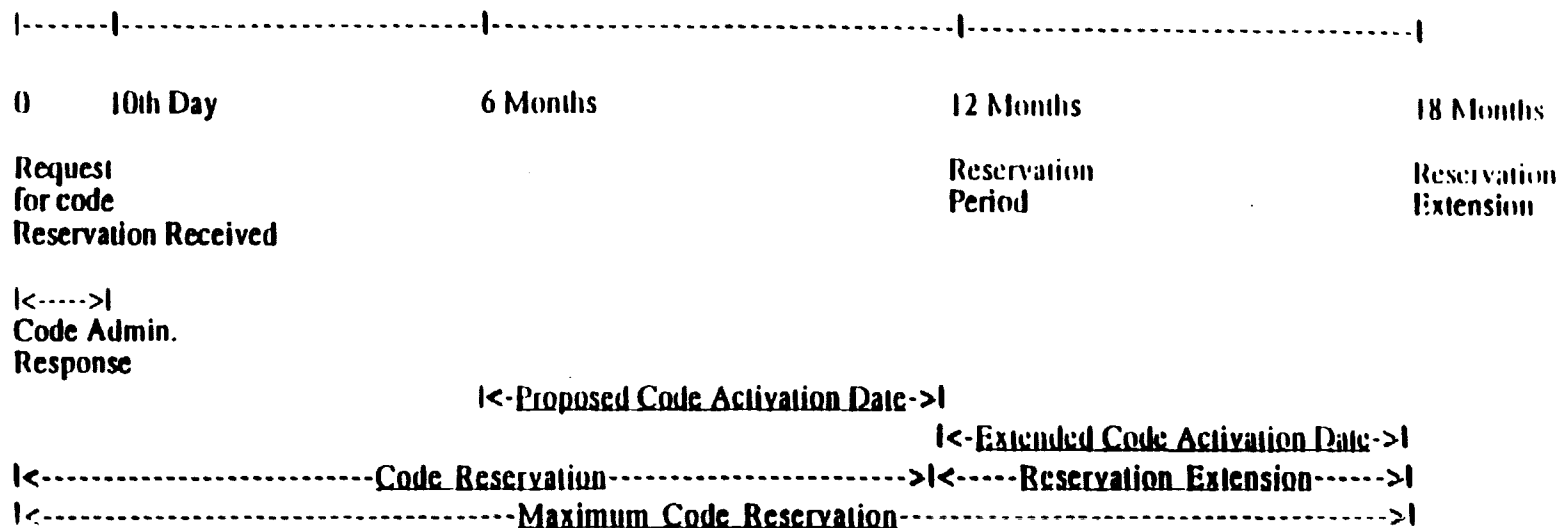 |-------|----------------------------|------------------------------------|-----------------------------------|
0 10th Day 6 Months 12 Months 18 Months
Request Reservation Reservation
for code Period Extension
Reservation Received
|<----->|
Code Admin.
Response
|<-Proposed Code Activation Date->|
|<-Extended Code Activation Date->|
|<--------------------------Code Reservation------------------------>|<-----Reservation Extension------>|
|<-------------------------------------Maximum Code Reservation---------------------------------------->|